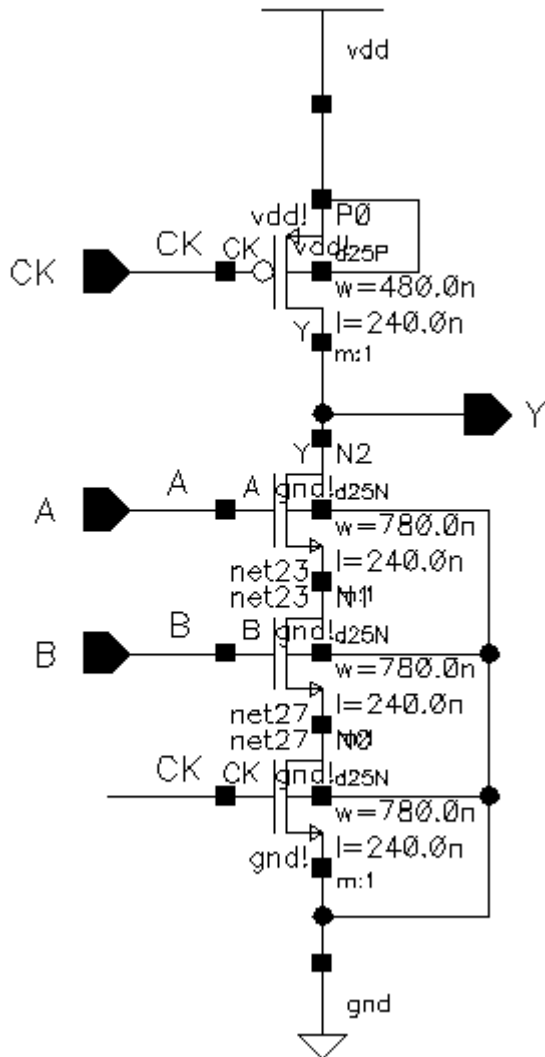 vdd
vdd! P0
CK CK CK vdd! d25P
w=480.0n
Y l=240.0n
m:1
Y
Y N2
A A A gnd! d25N
w=780.0n
l=240.0n
net23
net23 N1
B B B gnd! d25N
w=780.0n
l=240.0n
net27
net27 N0
CK CK gnd! d25N
w=780.0n
l=240.0n
gnd! m:1
gnd